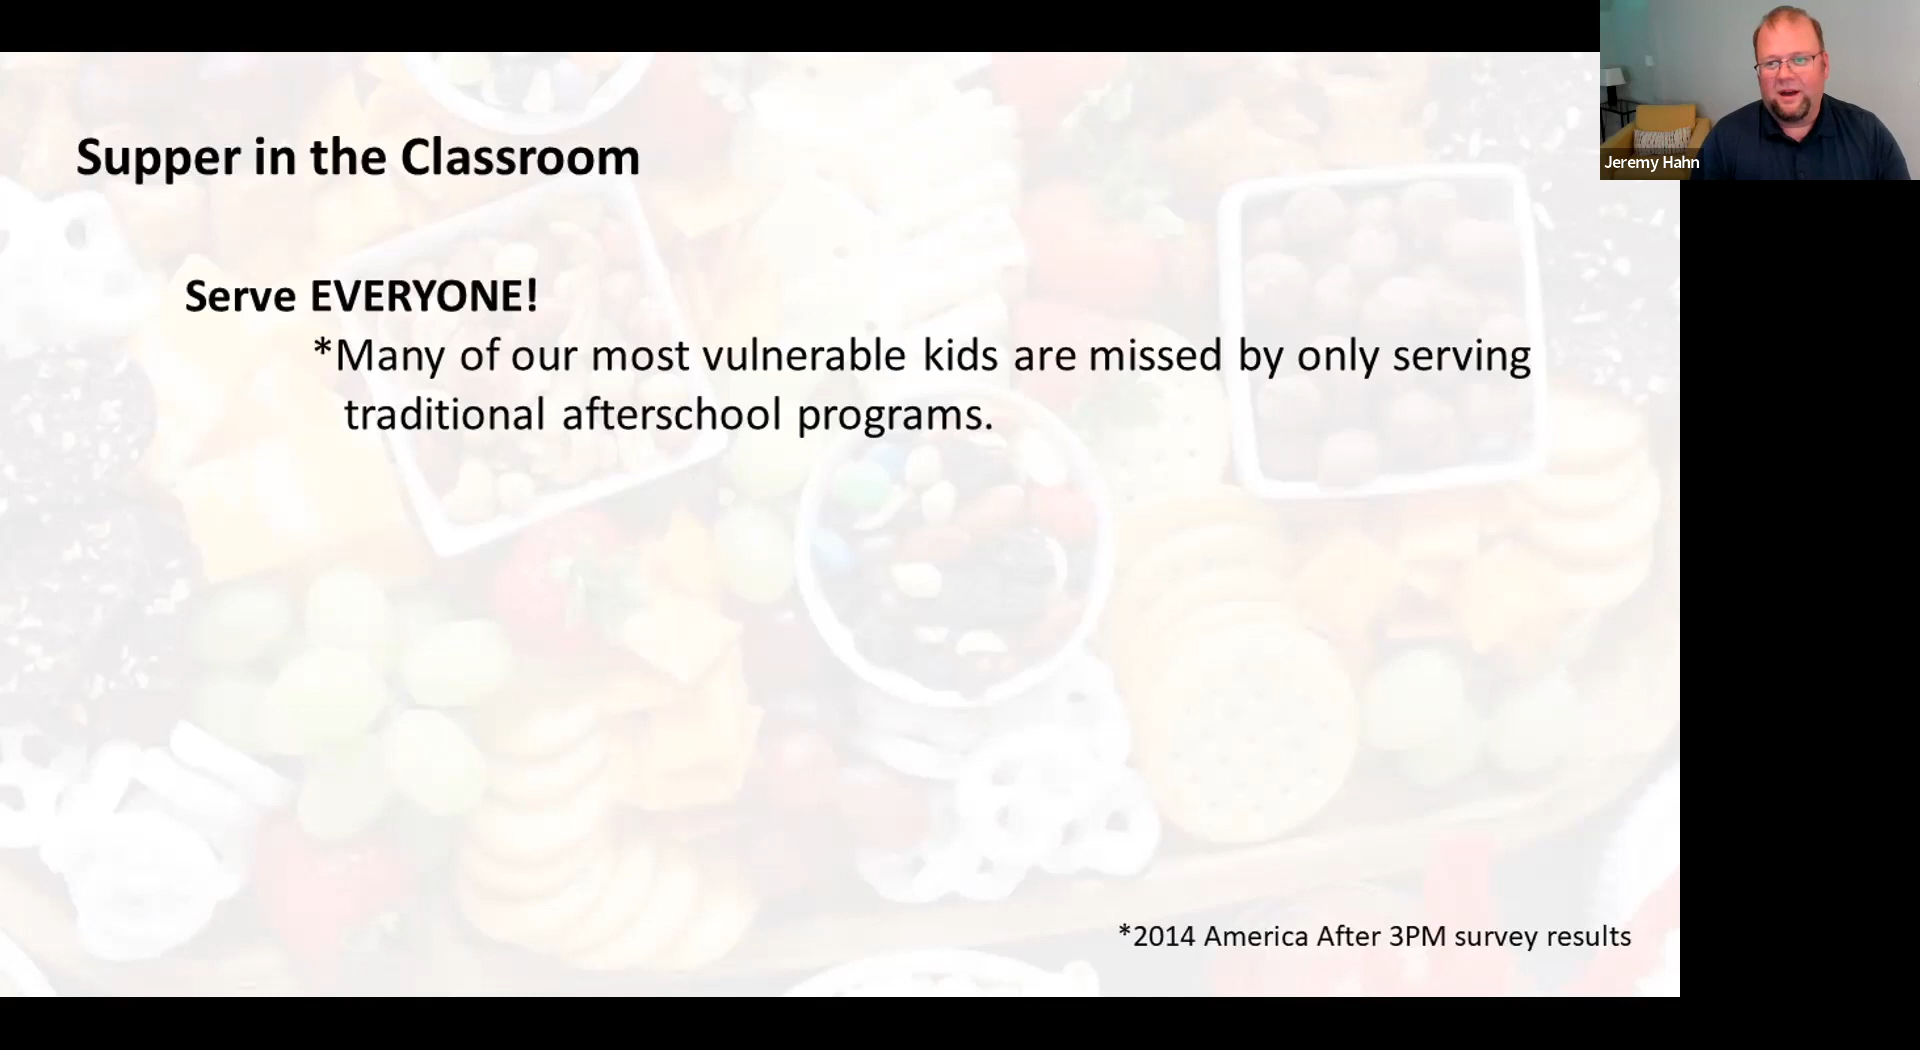 Supper in the Classroom
Serve EVERYONE!
*Many of our most vulnerable kids are missed by only serving
traditional afterschool programs.
*2014 America After 3PM survey results
Jeremy Hahn